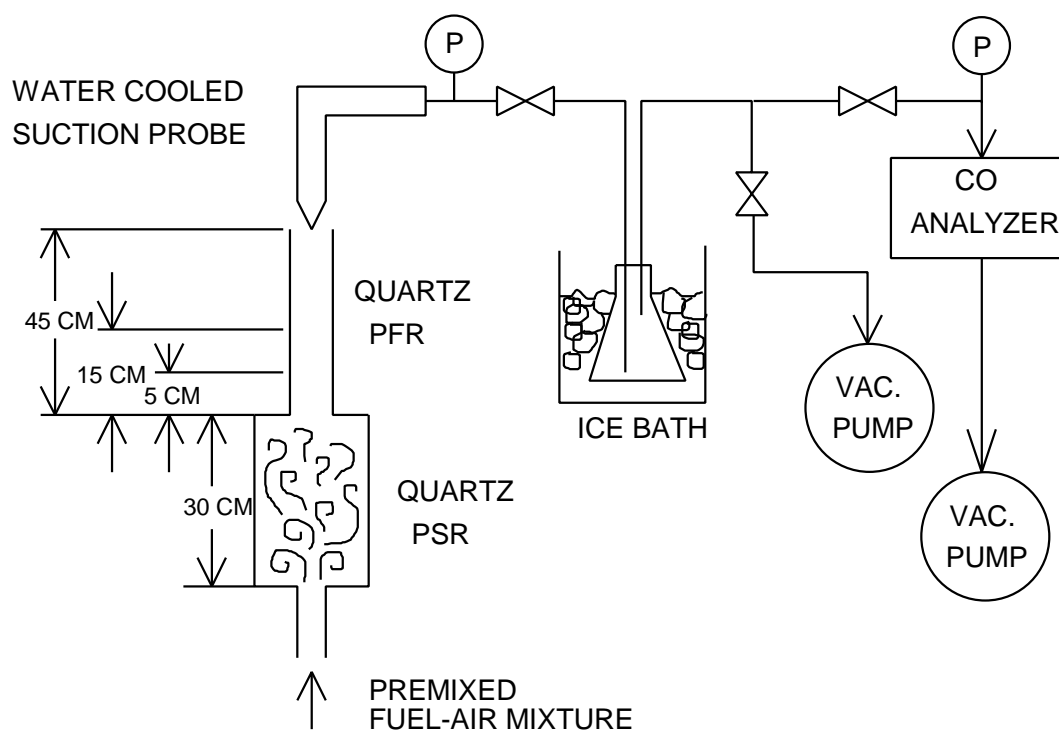 P
P
WATER COOLED
SUCTION PROBE
CO
ANALYZER
QUARTZ
PFR
45 CM
15 CM
5 CM
VAC.
PUMP
ICE BATH
QUARTZ
PSR
30 CM
VAC.
PUMP
PREMIXED
FUEL-AIR MIXTURE